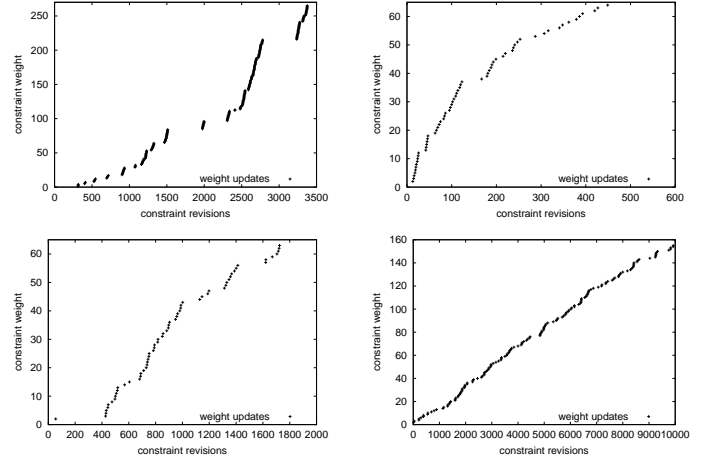 250
200
150
100
50
0
constraint weight
weight updates
0 500 1000 1500 2000 2500 3000 3500
constraint revisions
60
50
40
30
20
10
0
constraint weight
weight updates
0 100 200 300 400 500 600
constraint revisions
60
50
40
30
20
10
0
constraint weight
weight updates
0 200 400 600 800 1000 1200 1400 1600 1800 2000
constraint revisions
160
140
120
100
80
60
40
20
0
constraint weight
weight updates
0 1000 2000 3000 4000 5000 6000 7000 8000 9000 10000
constraint revisions